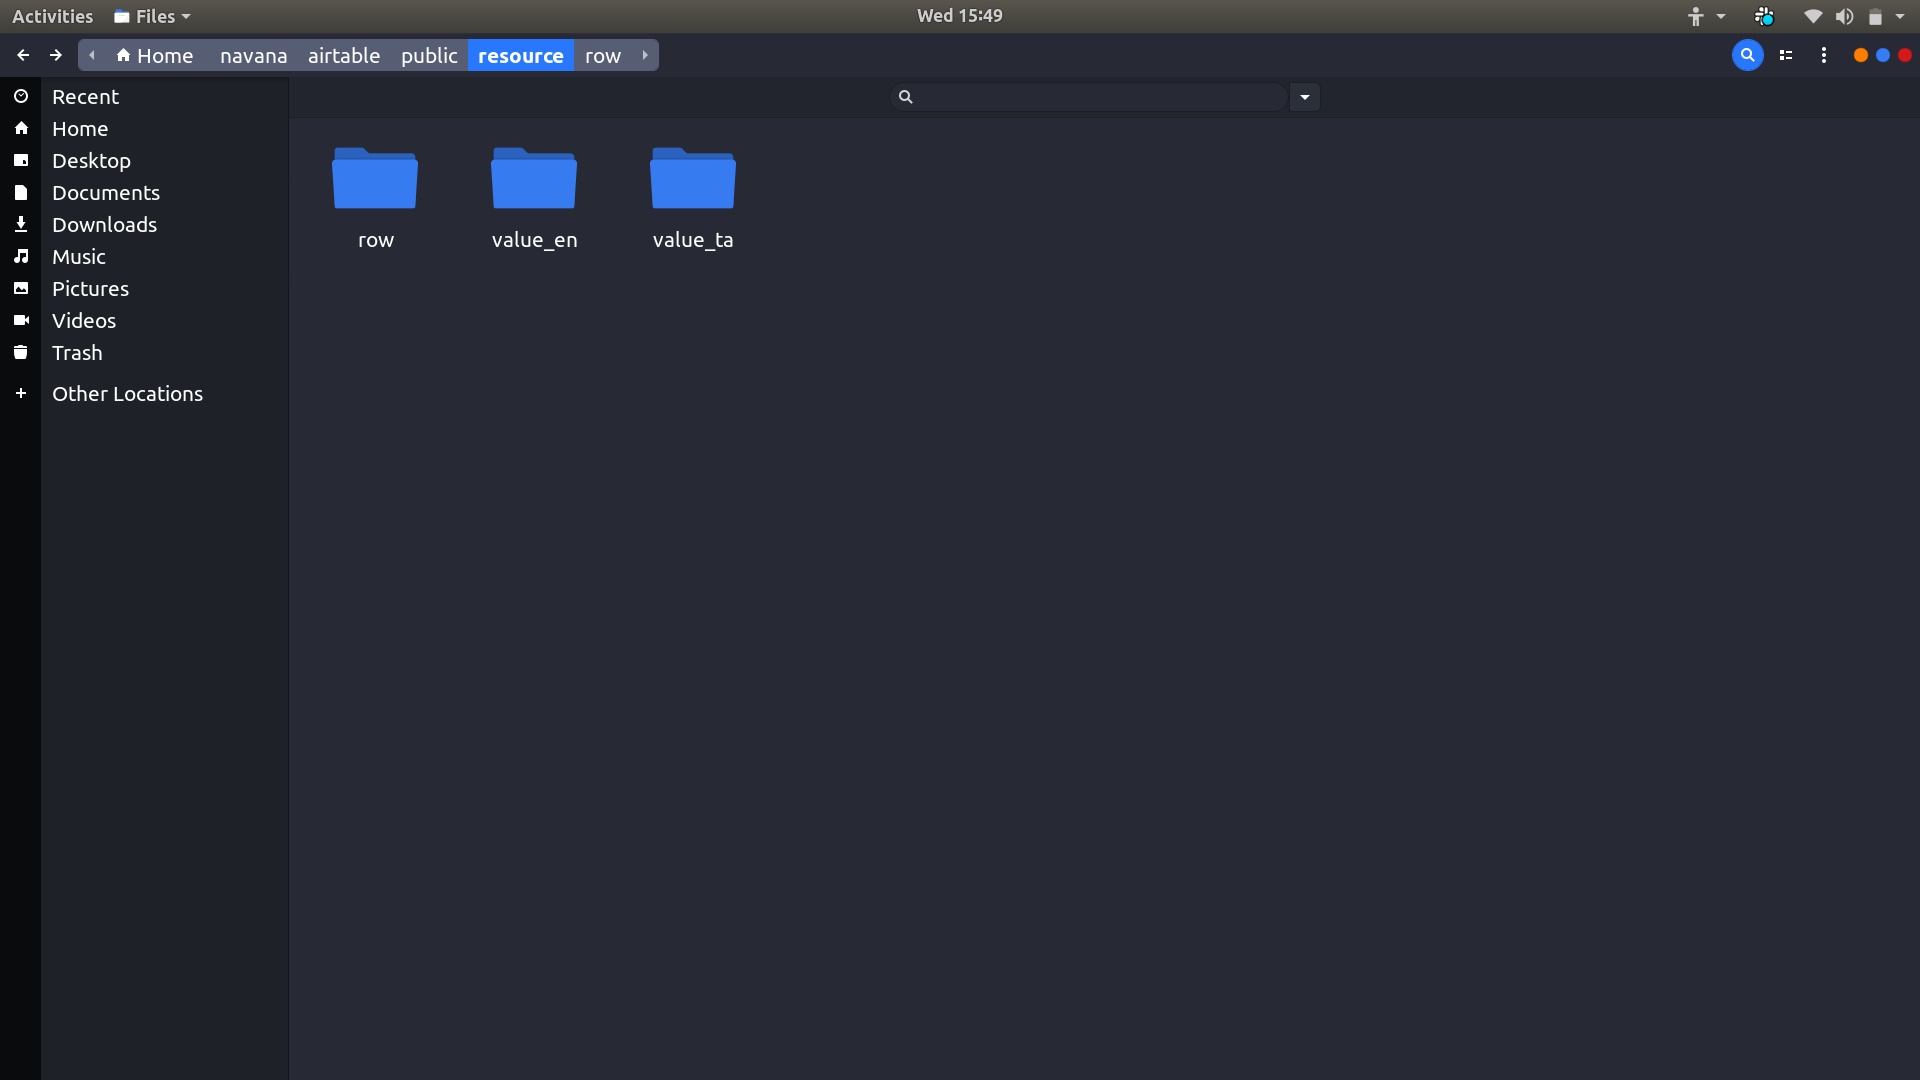 Activities Files Wed 15:49
Home navana airtable public resource row
Recent
Home
Desktop
Documents
Downloads
Music
Pictures
Videos
Trash
Other Locations
row value_en value_ta